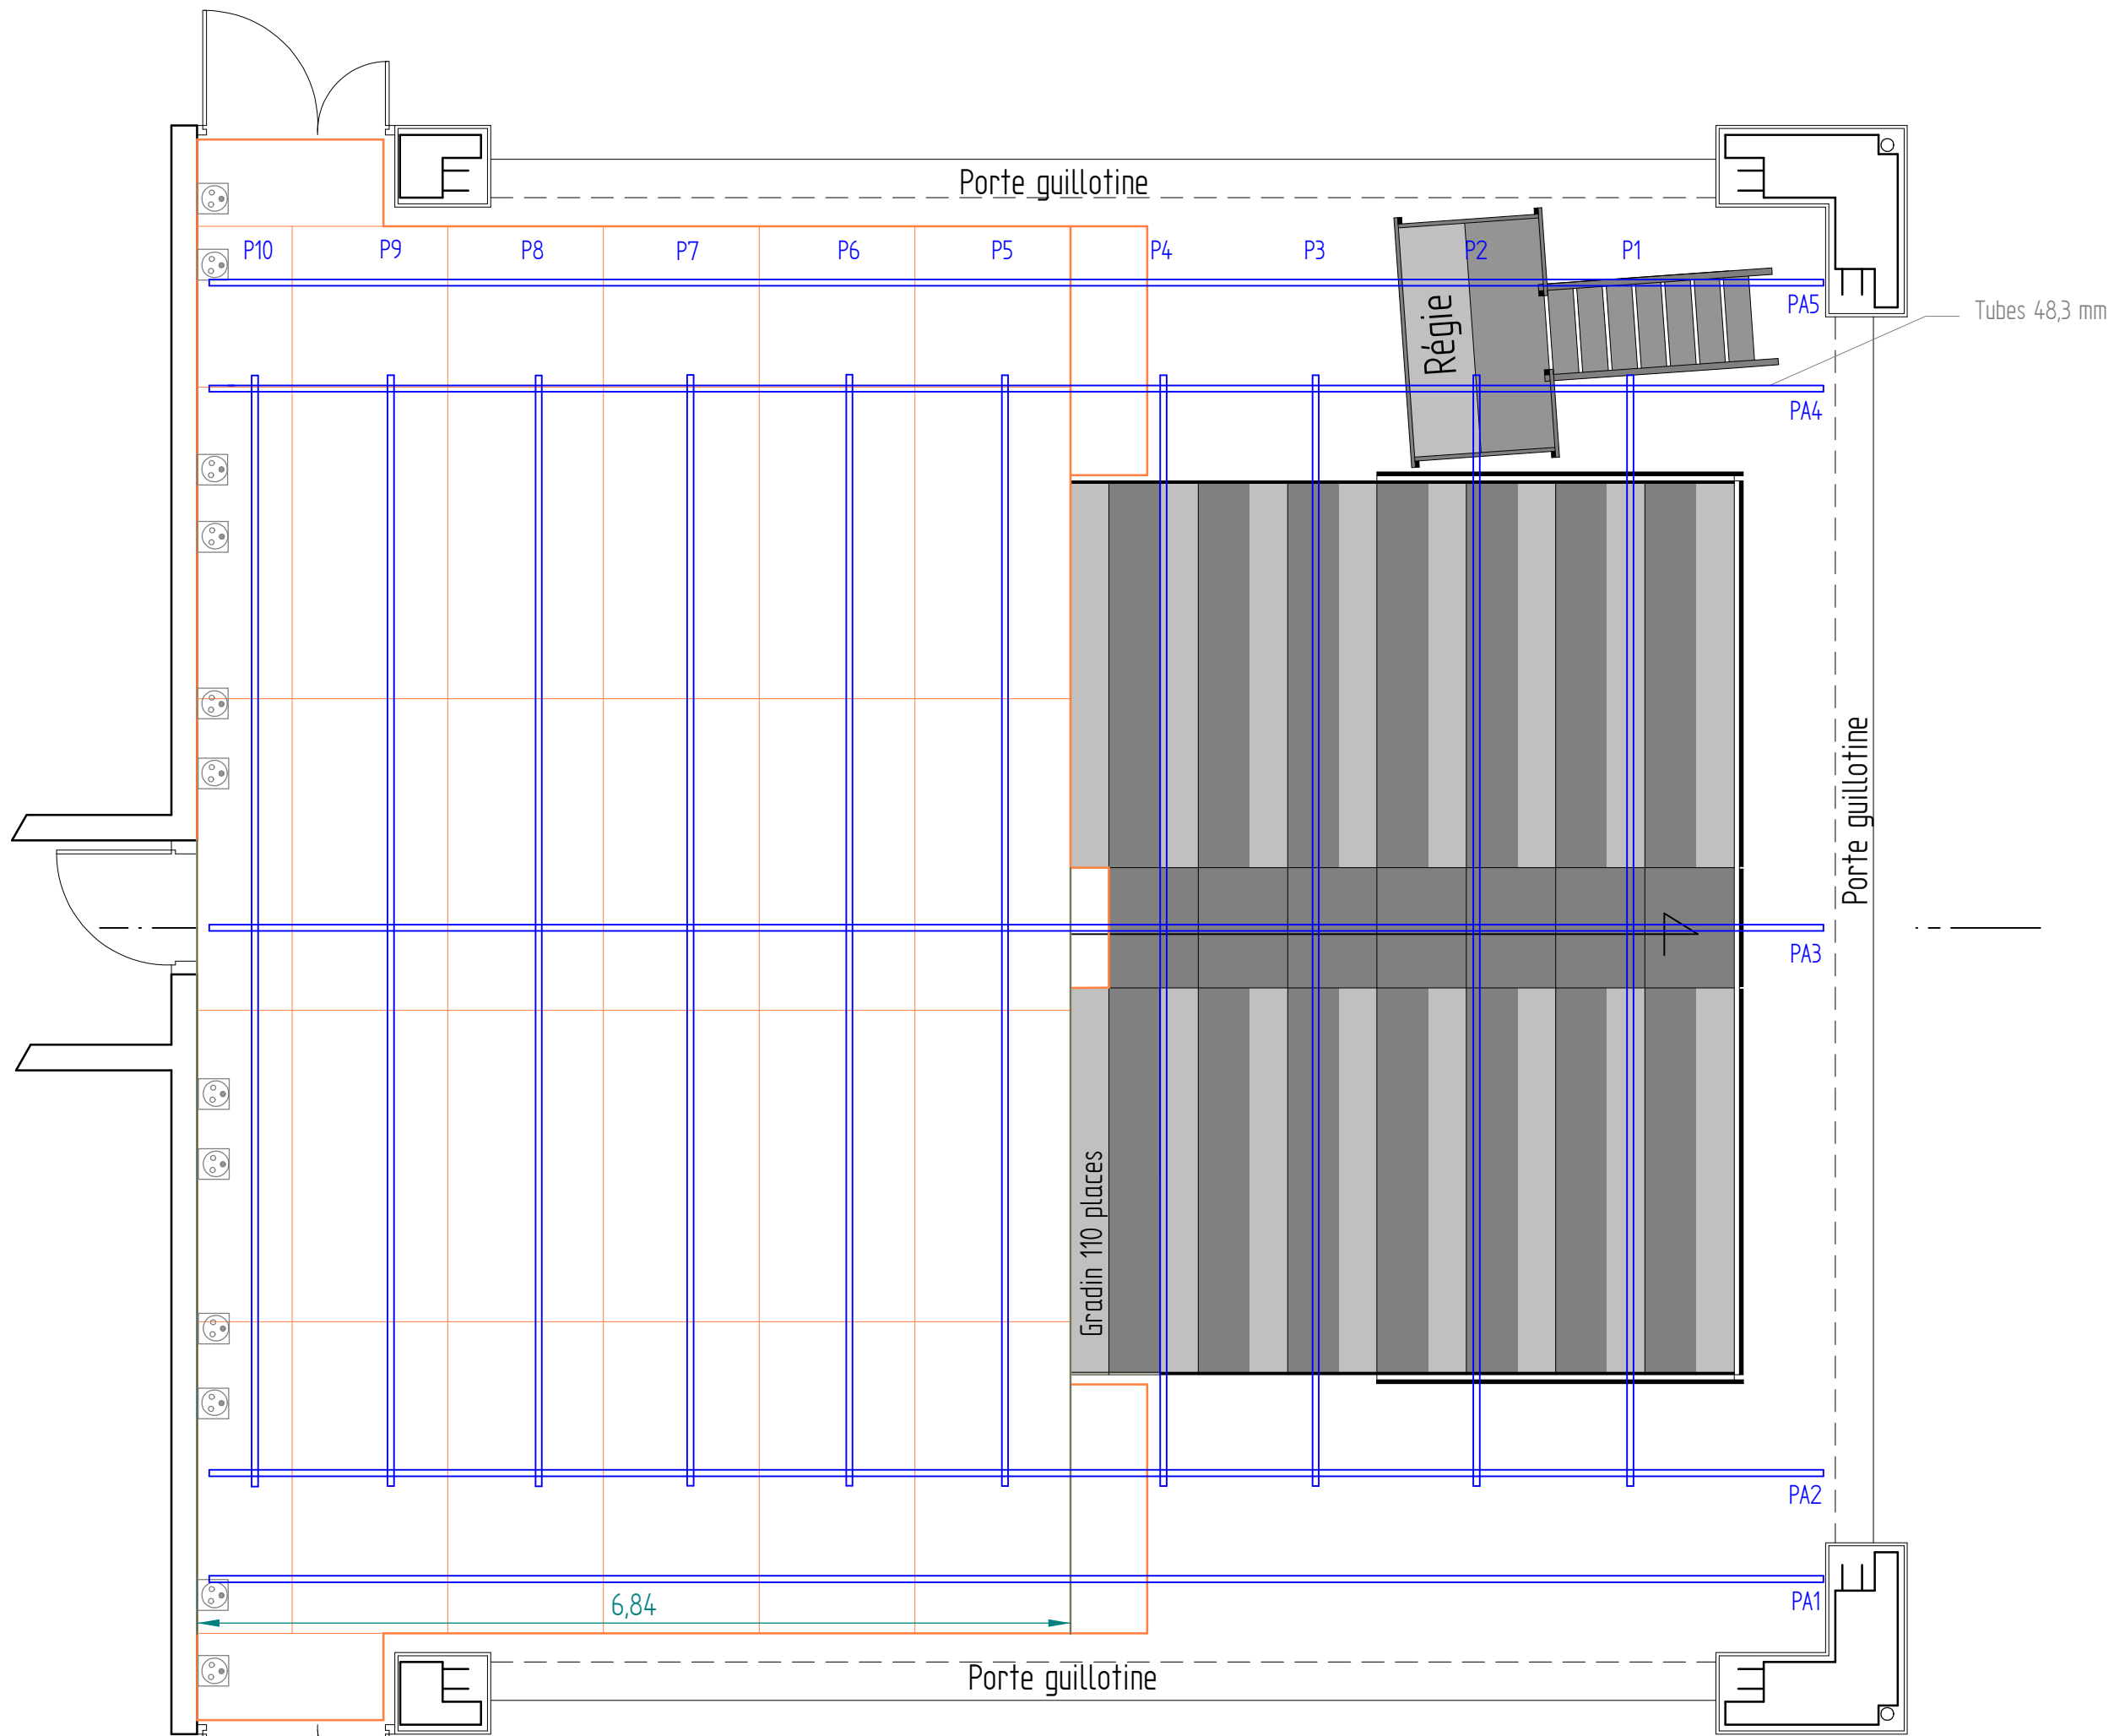 Porte guillotine
P10 P9 P8 P7 P6 P5 P4 P3 P2 P1
PA5
Tubes 48,3 mm
Régie
PA4
Porte guillotine
PA3
Gradin 110 places
PA2
PA1
6,84
Porte guillotine